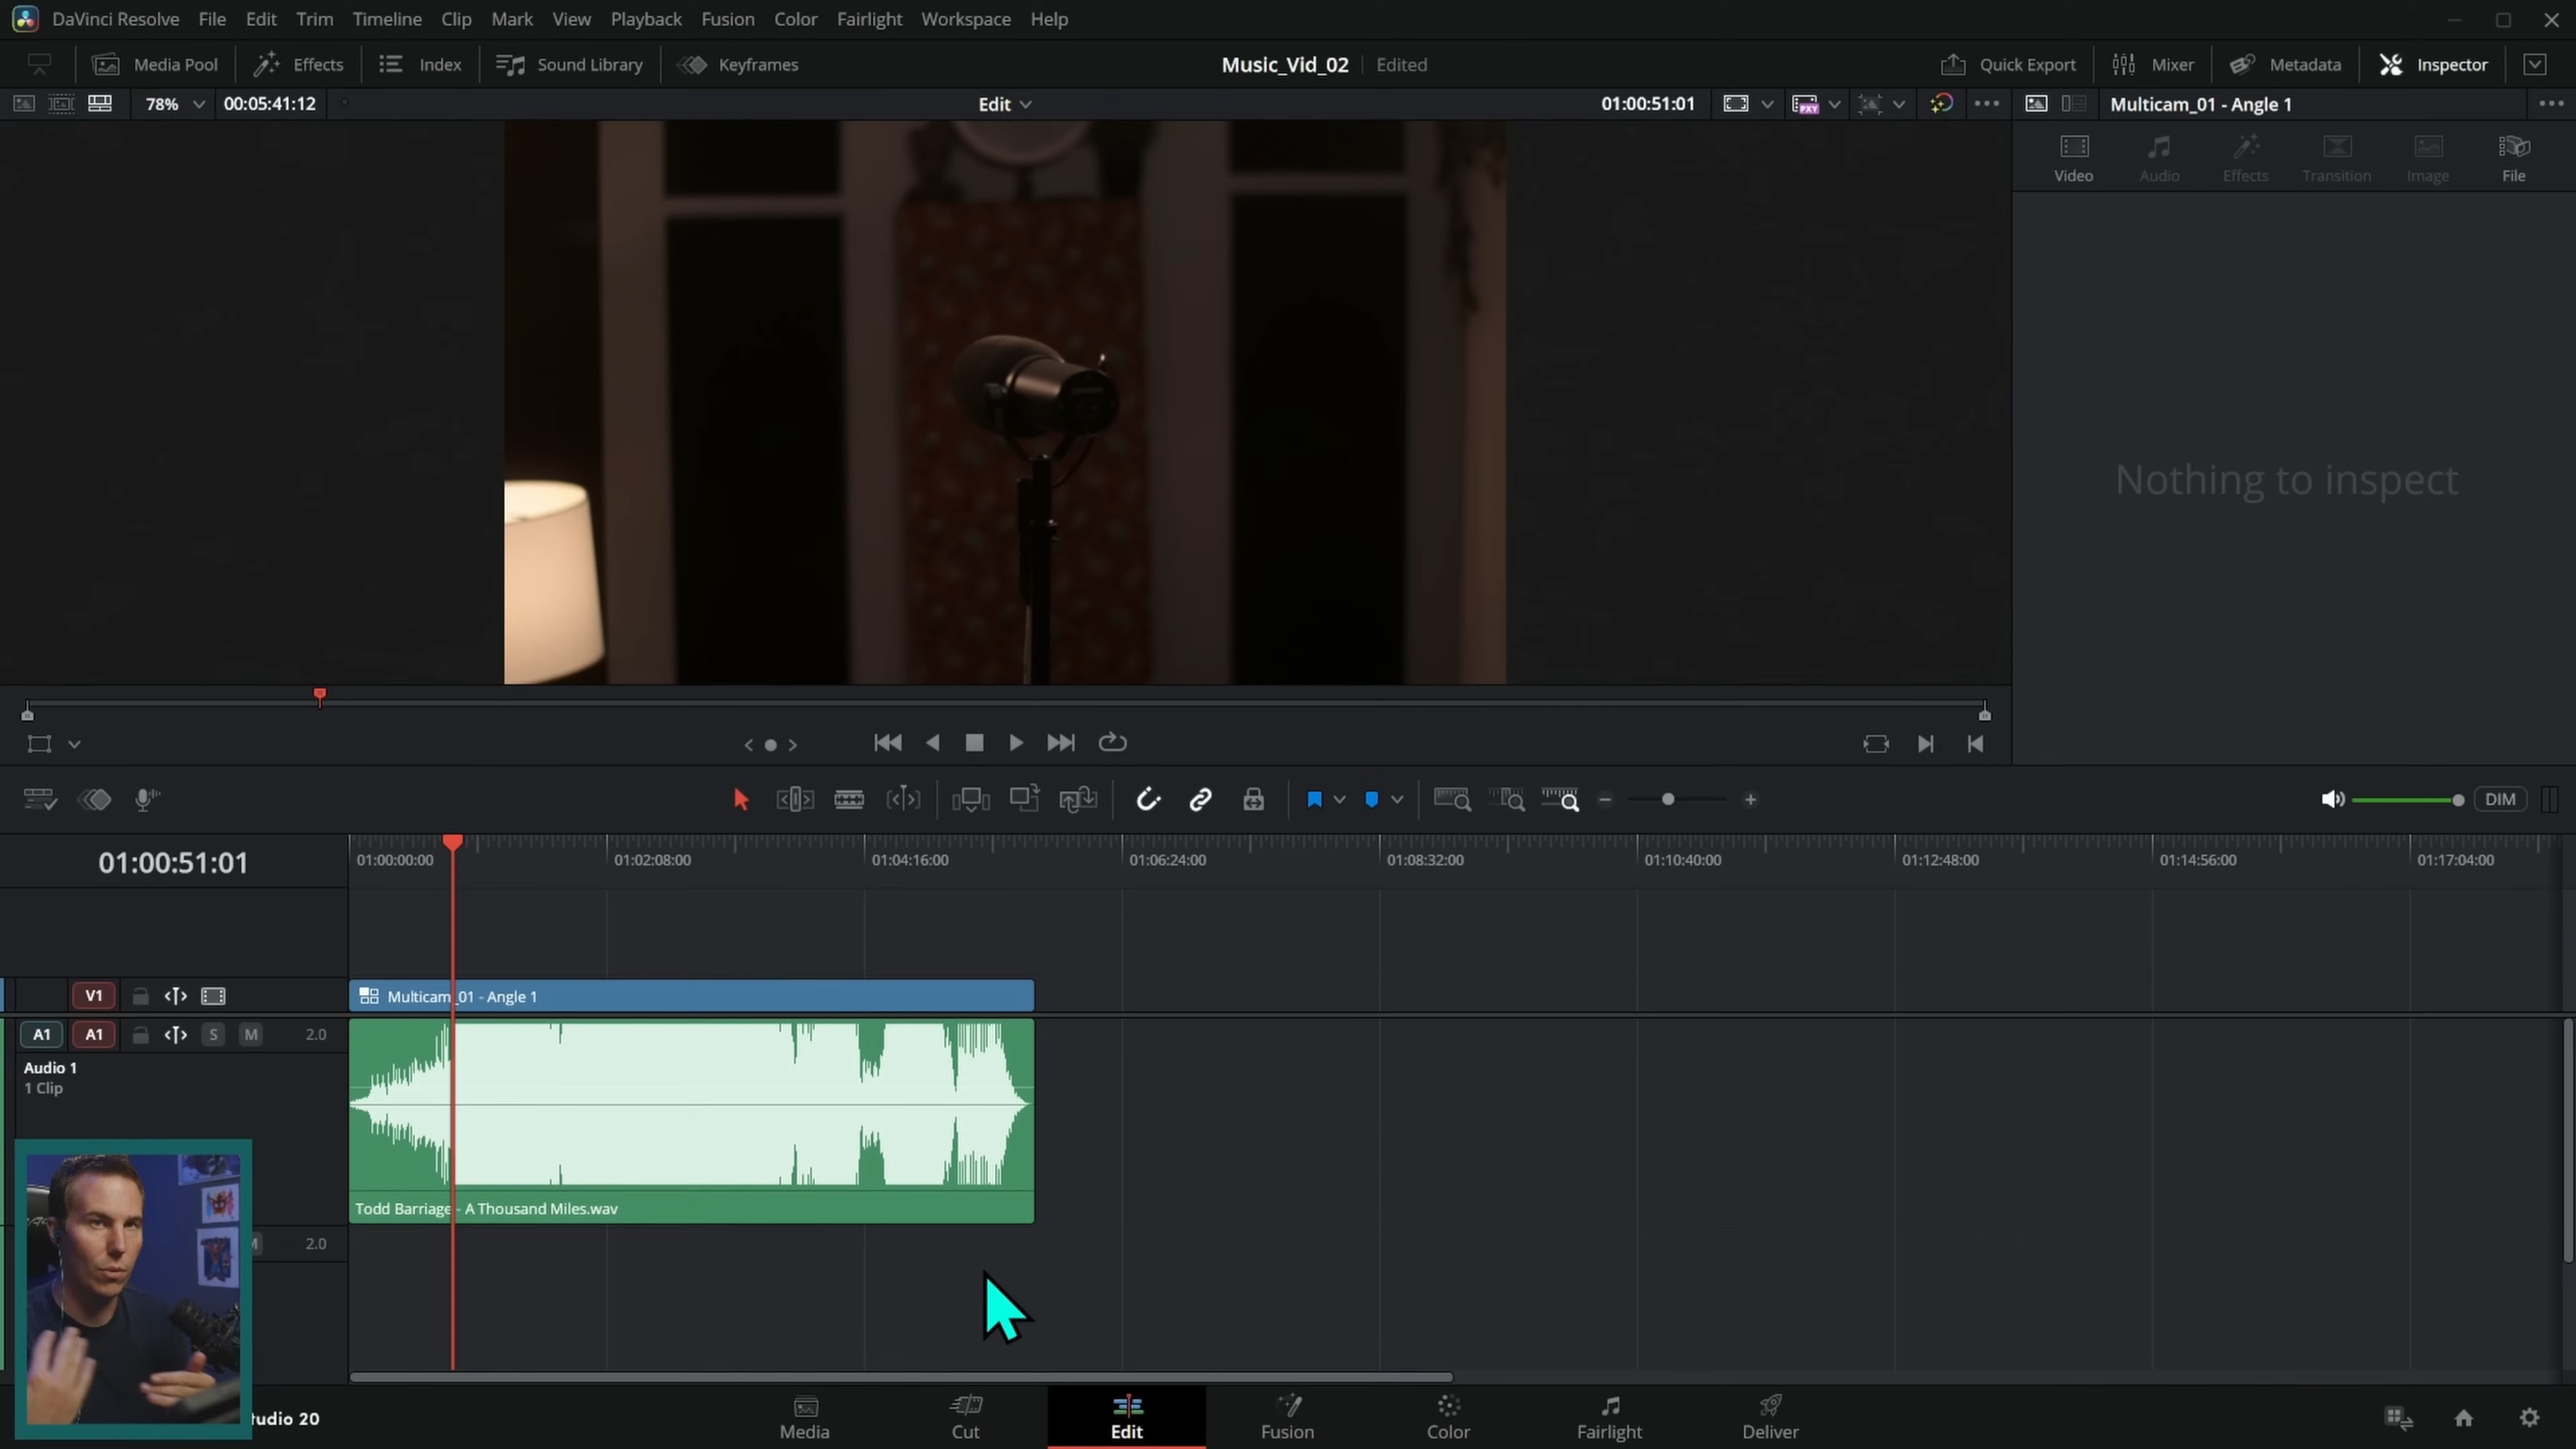 DaVinci Resolve File Edit Trim Timeline Clip Mark View Playback Fusion Color Fairlight Workspace Help
Media Pool Effects Index Sound Library Keyframes Music_Vid_02 Edited Quick Export Mixer Metadata Inspector
78% 00:05:41:12 Edit 01:00:51:01 PXY Multicam_01 - Angle 1
Video Audio Effects Transition Image File
Nothing to inspect
DIM
01:00:51:01 01:00:00:00 01:02:08:00 01:04:16:00 01:06:24:00 01:08:32:00 01:10:40:00 01:12:48:00 01:14:56:00 01:17:04:00
V1 Multicam_01 - Angle 1
A1 A1 S M 2.0
Audio 1
1 Clip
Todd Barriage - A Thousand Miles.wav
M 2.0
tudio 20
Media Cut Edit Fusion Color Fairlight Deliver